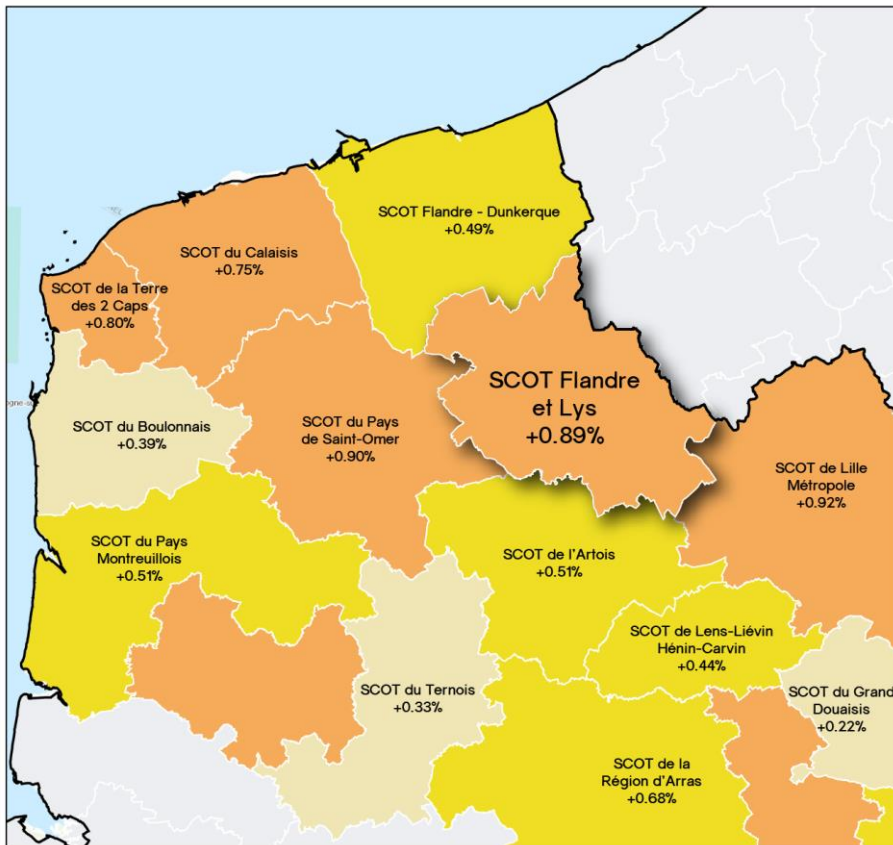 SCOT Flandre - Dunkerque
+0.49%
SCOT du Calaisis
+0.75%
SCOT de la Terre
des 2 Caps
+0.80%
SCOT Flandre
et Lys
+0.89%
SCOT du Boulonnais
+0.39%
SCOT du Pays
de Saint-Omer
+0.90%
SCOT de Lille
Métropole
+0.92%
SCOT du Pays
Montreuillois
+0.51%
SCOT de l'Artois
+0.51%
SCOT de Lens-Liévin
Hénin-Carvin
+0.44%
SCOT du Ternois
+0.33%
SCOT du Grand
Douaisis
+0.22%
SCOT de la
Région d'Arras
+0.68%